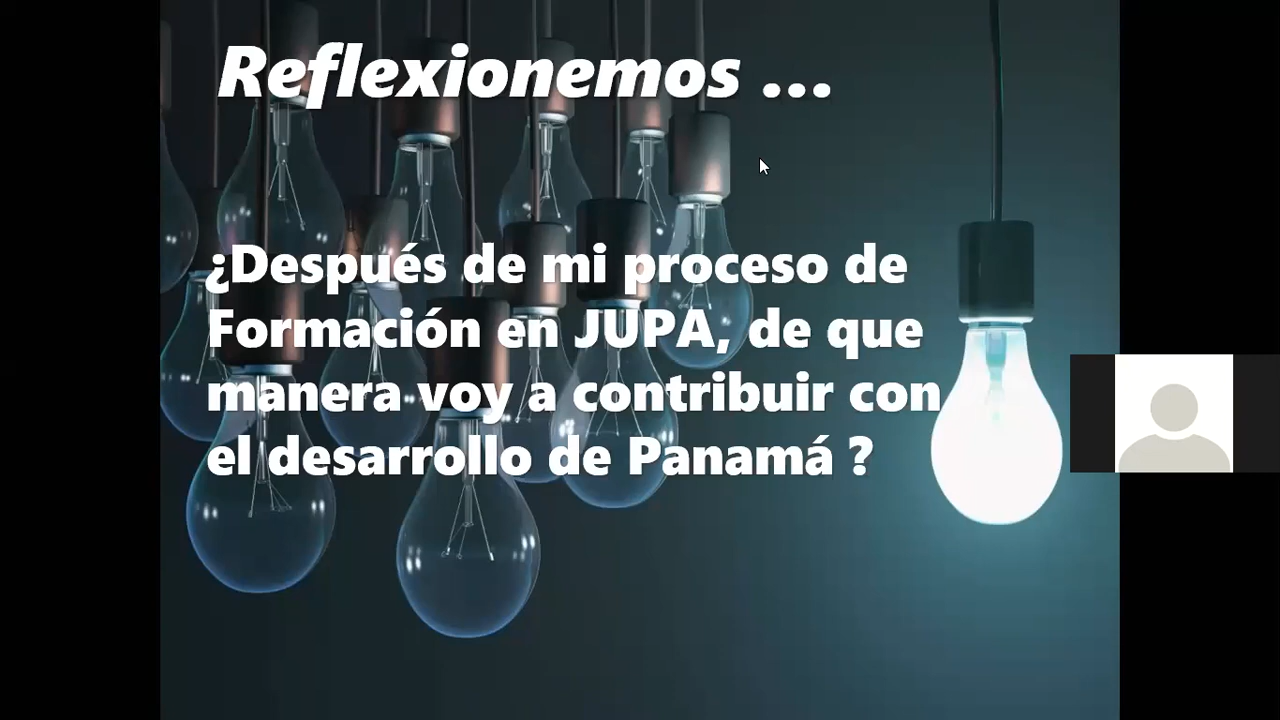 Reflexionemos ...
¿Después de mi proceso de
Formación en JUPA, de que
manera voy a contribuir con
el desarrollo de Panamá ?